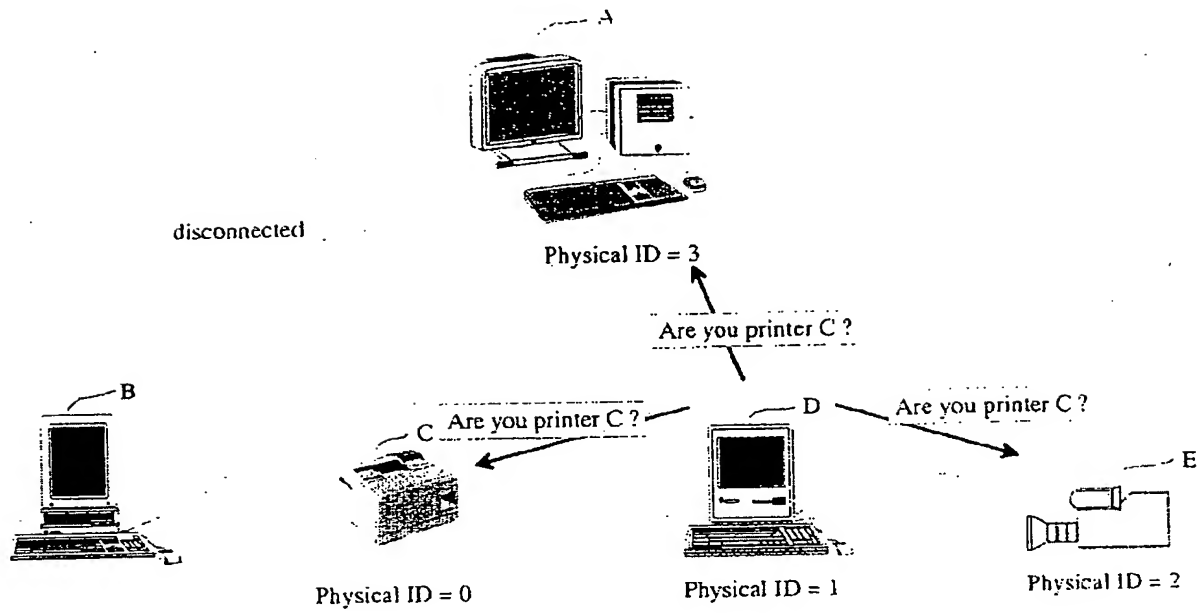 A
disconnected
Physical ID = 3
Are you printer C ?
B
C
Are you printer C ?
D
Are you printer C ?
E
Physical ID = 0
Physical ID = 1
Physical ID = 2